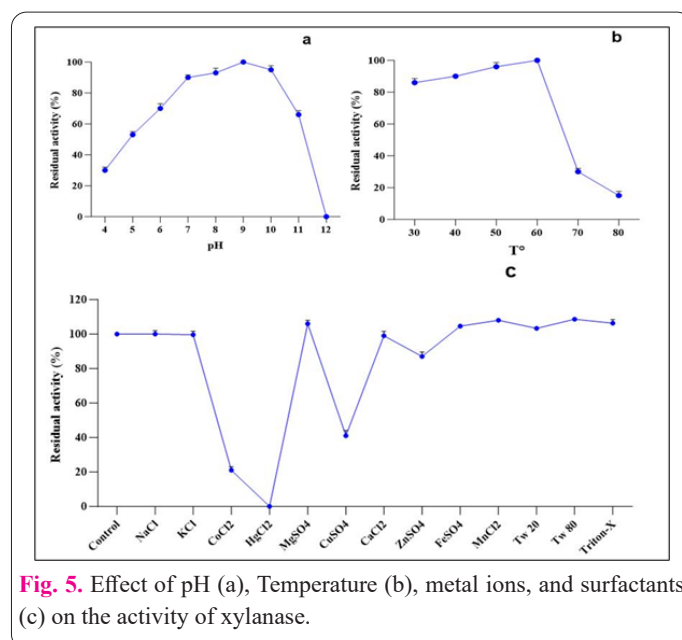 a
Residual activity (%)
100
80
60
40
20
0
4 5 6 7 8 9 10 11 12
pH
b
Residual activity (%)
100
80
60
40
20
0
30 40 50 60 70 80
T°
c
Residual activity (%)
120
100
80
60
40
20
0
Control NaCl KCl CoCl2 HgCl2 MgSO4 CuSO4 CaCl2 ZnSO4 FeSO4 MnCl2 Tw 20 Tw 80 Triton-X
Fig. 5. Effect of pH (a), Temperature (b), metal ions, and surfactants
(c) on the activity of xylanase.